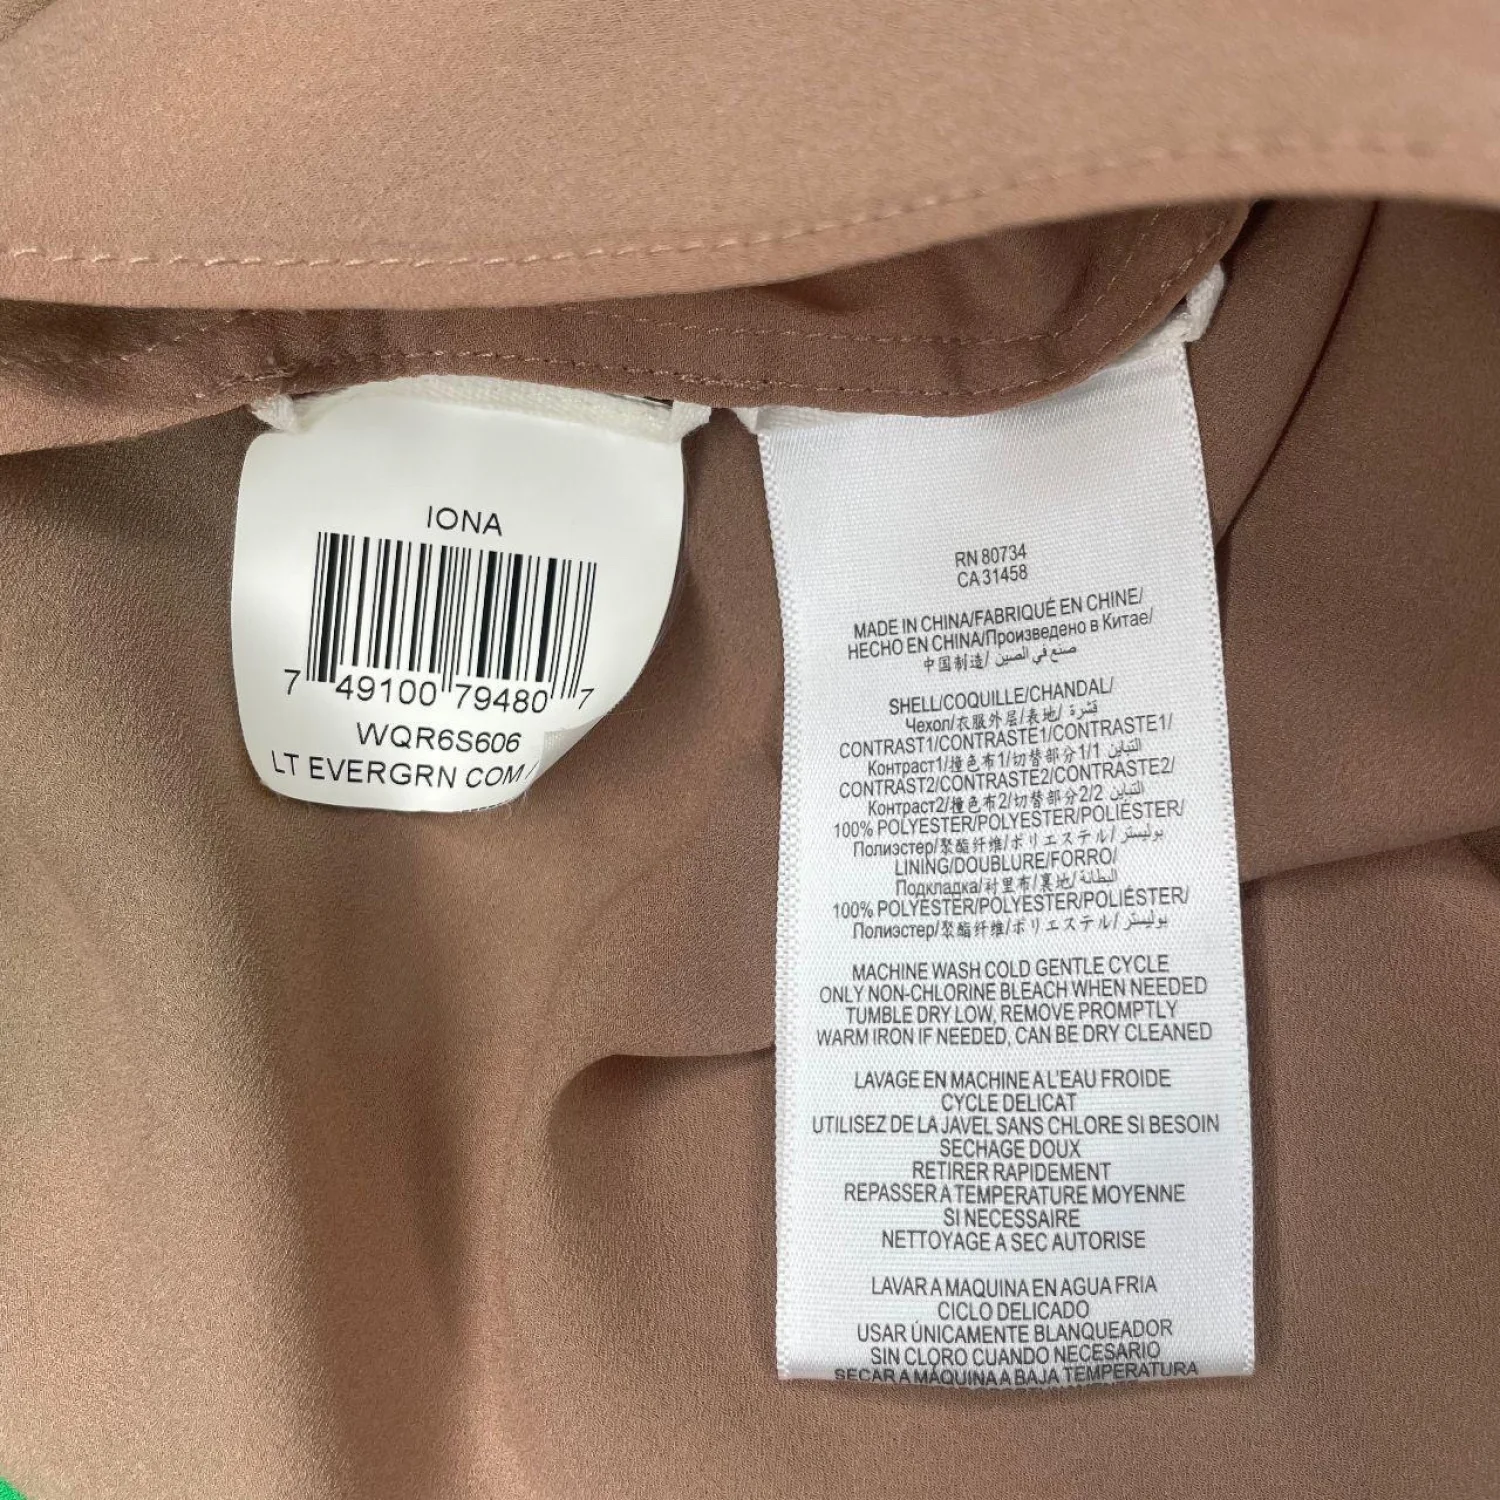 IONA
7 49100 79480 7
WQR6S606
LT EVERGRN COM
RN 80734
CA 31458
MADE IN CHINA/FABRIQUÉ EN CHINE/
HECHO EN CHINA/Произведено в Китае/
中国制造/ صنع في الصين
SHELL/COQUILLE/CHANDAL/
Чехол/衣服外层/表地/ قشرة
CONTRAST1/CONTRASTE1/CONTRASTE1/
Контраст1/撞色布1/切替部分1/1 التباين
CONTRAST2/CONTRASTE2/CONTRASTE2/
Контраст2/撞色布2/切替部分2/2 التباين
100% POLYESTER/POLYESTER/POLIÉSTER/
Полиэстер/聚酯纤维/ポリエステル/ بوليستر
LINING/DOUBLURE/FORRO/
Подкладка/衬里布/裏地/ البطانة
100% POLYESTER/POLYESTER/POLIÉSTER/
Полиэстер/聚酯纤维/ポリエステル/ بوليستر
MACHINE WASH COLD GENTLE CYCLE
ONLY NON-CHLORINE BLEACH WHEN NEEDED
TUMBLE DRY LOW, REMOVE PROMPTLY
WARM IRON IF NEEDED, CAN BE DRY CLEANED
LAVAGE EN MACHINE A L'EAU FROIDE
CYCLE DELICAT
UTILISEZ DE LA JAVEL SANS CHLORE SI BESOIN
SECHAGE DOUX
RETIRER RAPIDEMENT
REPASSER A TEMPERATURE MOYENNE
SI NECESSAIRE
NETTOYAGE A SEC AUTORISE
LAVAR A MAQUINA EN AGUA FRIA
CICLO DELICADO
USAR ÚNICAMENTE BLANQUEADOR
SIN CLORO CUANDO NECESARIO
SECAR A MÁQUINA A BAJA TEMPERATURA